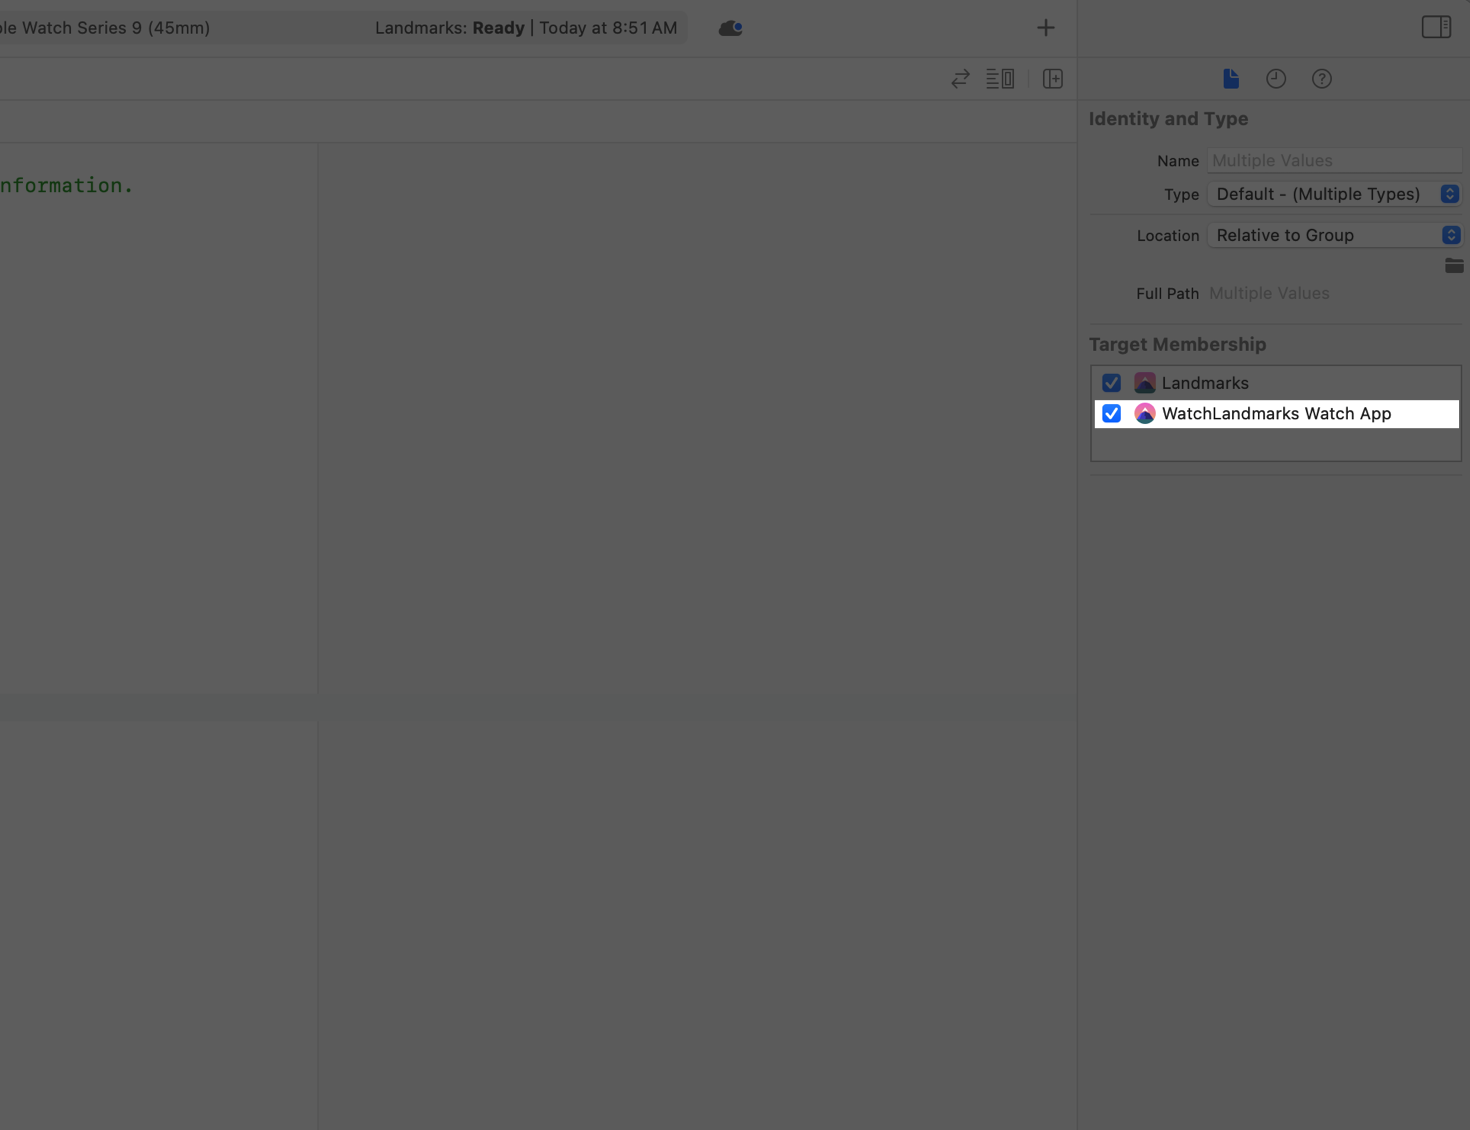 Watch Series 9 (45mm)
Landmarks: Ready | Today at 8:51 AM
Identity and Type
nformation.
Name Multiple Values
Type Default - (Multiple Types)
Location Relative to Group
Full Path Multiple Values
Target Membership
Landmarks
WatchLandmarks Watch App